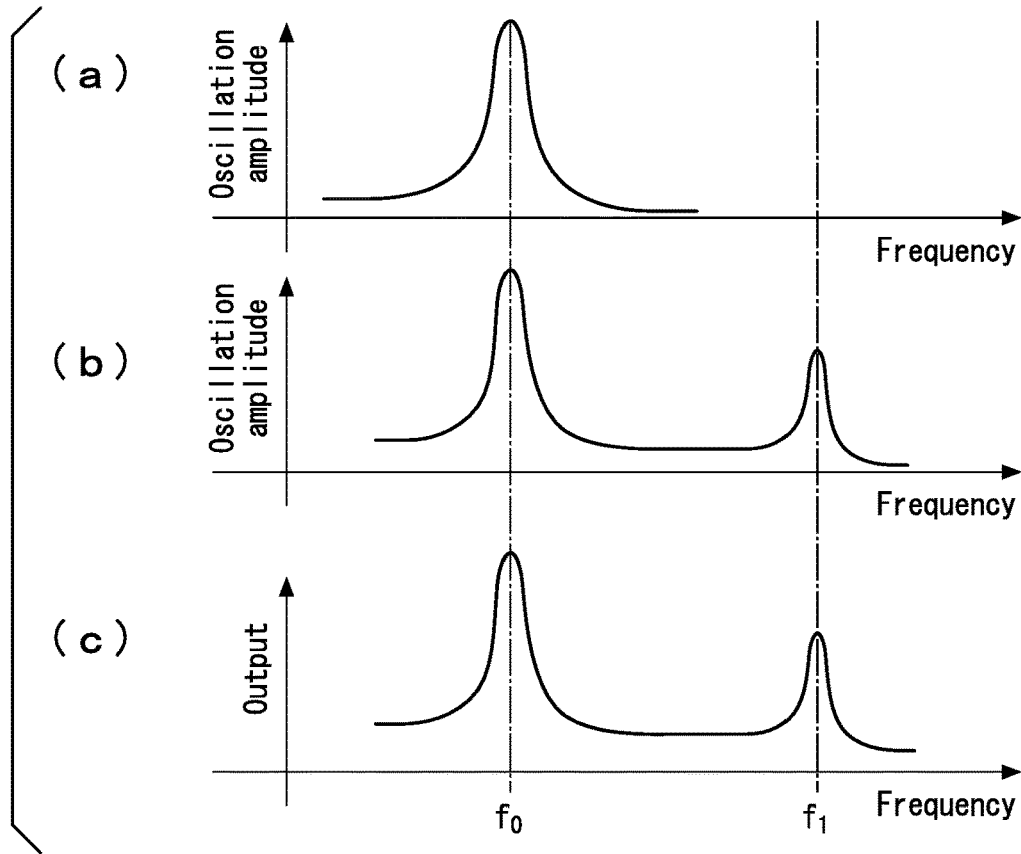 (a)
Oscillation
amplitude
Frequency
(b)
Oscillation
amplitude
Frequency
(c)
Output
f₀
f₁
Frequency